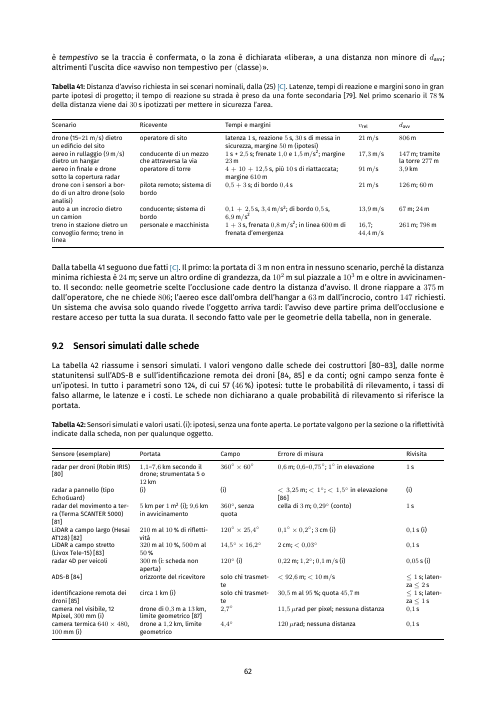 è tempestivo se la traccia è confermata, o la zona è dichiarata «libera», a una distanza non minore di d_avv;
altrimenti l'uscita dice «avviso non tempestivo per ⟨classe⟩».
Tabella 41: Distanza d'avviso richiesta in sei scenari nominali, dalla (25) [C]. Latenze, tempi di reazione e margini sono in gran
parte ipotesi di progetto; il tempo di reazione su strada è preso da una fonte secondaria [79]. Nel primo scenario il 78 %
della distanza viene dai 30 s ipotizzati per mettere in sicurezza l'area.
Scenario Ricevente Tempi e margini v_rel d_avv
drone (15–21 m/s) dietro operatore di sito latenza 1 s, reazione 5 s, 30 s di messa in 21 m/s 806 m
un edificio del sito sicurezza, margine 50 m (ipotesi)
aereo in rullaggio (9 m/s) conducente di un mezzo 1 s + 2,5 s; frenate 1,0 e 1,5 m/s²; margine 17,3 m/s 147 m; tramite
dietro un hangar che attraversa la via 23 m la torre 277 m
aereo in finale e drone operatore di torre 4 + 10 + 12,5 s, più 10 s di riattaccata; 91 m/s 3,9 km
sotto la copertura radar margine 610 m
drone con i sensori a bor- pilota remoto; sistema di 0,5 + 3 s; di bordo 0,4 s 21 m/s 126 m; 60 m
do di un altro drone (solo bordo
analisi)
auto a un incrocio dietro conducente; sistema di 0,1 + 2,5 s, 3,4 m/s²; di bordo 0,5 s, 13,9 m/s 67 m; 24 m
un camion bordo 6,9 m/s²
treno in stazione dietro un personale e macchinista 1 + 3 s, frenata 0,8 m/s²; in linea 600 m di 16,7; 261 m; 798 m
convoglio fermo; treno in frenata d'emergenza 44,4 m/s
linea
Dalla tabella 41 seguono due fatti [C]. Il primo: la portata di 3 m non entra in nessuno scenario, perché la distanza
minima richiesta è 24 m; serve un altro ordine di grandezza, da 10² m sul piazzale a 10³ m e oltre in avvicinamen-
to. Il secondo: nelle geometrie scelte l'occlusione cade dentro la distanza d'avviso. Il drone riappare a 375 m
dall'operatore, che ne chiede 806; l'aereo esce dall'ombra dell'hangar a 63 m dall'incrocio, contro 147 richiesti.
Un sistema che avvisa solo quando rivede l'oggetto arriva tardi: l'avviso deve partire prima dell'occlusione e
restare acceso per tutta la sua durata. Il secondo fatto vale per le geometrie della tabella, non in generale.
9.2 Sensori simulati dalle schede
La tabella 42 riassume i sensori simulati. I valori vengono dalle schede dei costruttori [80–83], dalle norme
statunitensi sull'ADS-B e sull'identificazione remota dei droni [84, 85] e da conti; ogni campo senza fonte è
un'ipotesi. In tutto i parametri sono 124, di cui 57 (46 %) ipotesi: tutte le probabilità di rilevamento, i tassi di
falso allarme, le latenze e i costi. Le schede non dichiarano a quale probabilità di rilevamento si riferisce la
portata.
Tabella 42: Sensori simulati e valori usati. (i): ipotesi, senza una fonte aperta. Le portate valgono per la sezione o la riflettività
indicate dalla scheda, non per qualunque oggetto.
Sensore (esemplare) Portata Campo Errore di misura Rivisita
radar per droni (Robin IRIS) 1,1–7,6 km secondo il 360° × 60° 0,6 m; 0,6–0,75°; 1° in elevazione 1 s
[80] drone; strumentata 5 o
12 km
radar a pannello (tipo (i) (i) < 3,25 m; < 1°; < 1,5° in elevazione (i)
EchoGuard) [86]
radar del movimento a ter- 5 km per 1 m² (i); 9,6 km 360°, senza cella di 3 m; 0,29° (conto) 1 s
ra (Terma SCANTER 5000) in avvicinamento quota
[81]
LiDAR a campo largo (Hesai 210 m al 10 % di rifletti- 120° × 25,4° 0,1° × 0,2°; 3 cm (i) 0,1 s (i)
AT128) [82] vità
LiDAR a campo stretto 320 m al 10 %, 500 m al 14,5° × 16,2° 2 cm; < 0,03° 0,1 s
(Livox Tele-15) [83] 50 %
radar 4D per veicoli 300 m (i: scheda non 120° (i) 0,22 m; 1,2°; 0,1 m/s (i) 0,05 s (i)
aperta)
ADS-B [84] orizzonte del ricevitore solo chi trasmet- < 92,6 m; < 10 m/s ≤ 1 s; laten-
te za ≤ 2 s
identificazione remota dei circa 1 km (i) solo chi trasmet- 30,5 m al 95 %; quota 45,7 m ≤ 1 s; laten-
droni [85] te za ≤ 1 s
camera nel visibile, 12 drone di 0,3 m a 13 km, 2,7° 11,5 μrad per pixel; nessuna distanza 0,1 s
Mpixel, 300 mm (i) limite geometrico [87]
camera termica 640 × 480, drone a 1,2 km, limite 4,4° 120 μrad; nessuna distanza 0,1 s
100 mm (i) geometrico
62